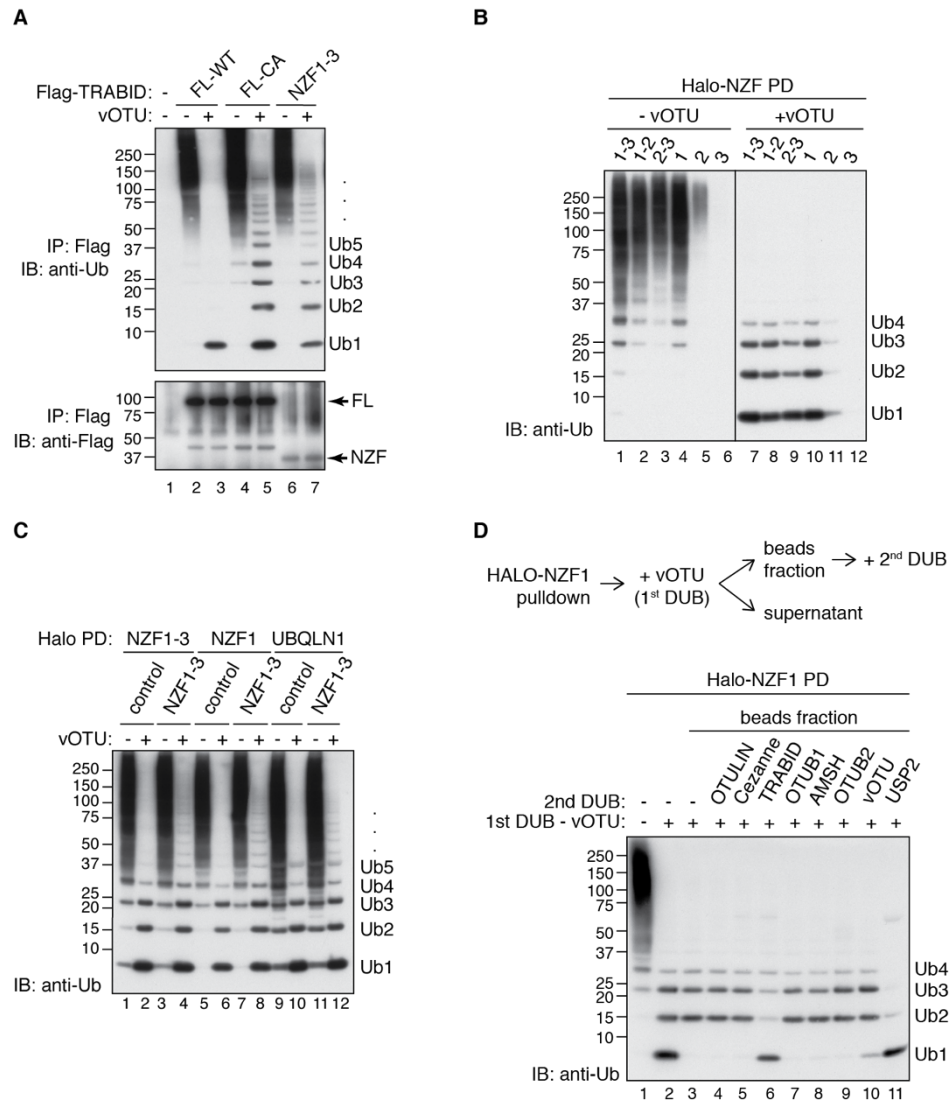 A
Flag-TRABID: - FL-WT FL-CA NZF1-3
vOTU: - + - + - +
250
150
100
75
50
37
25
20
15
10
IP: Flag
IB: anti-Ub
Ub5
Ub4
Ub3
Ub2
Ub1
100
75
50
37
IP: Flag
IB: anti-Flag
FL
NZF
1 2 3 4 5 6 7
B
Halo-NZF PD
- vOTU +vOTU
1-3 1-2 2-3 1 2 3 1-3 1-2 2-3 1 2 3
250
150
100
75
50
37
25
20
15
10
Ub4
Ub3
Ub2
Ub1
IB: anti-Ub
1 2 3 4 5 6 7 8 9 10 11 12
C
Halo PD: NZF1-3 NZF1 UBQLN1
control NZF1-3 control NZF1-3 control NZF1-3
vOTU: - + - + - + - + - + - +
250
150
100
75
50
37
25
20
15
10
Ub5
Ub4
Ub3
Ub2
Ub1
IB: anti-Ub
1 2 3 4 5 6 7 8 9 10 11 12
D
HALO-NZF1
pulldown
+ vOTU
(1st DUB)
beads
fraction
+ 2nd DUB
supernatant
Halo-NZF1 PD
beads fraction
2nd DUB: - - - OTULIN Cezanne TRABID OTUB1 AMSH OTUB2 vOTU USP2
1st DUB - vOTU: - + + + + + + + + + +
250
150
100
75
50
37
25
20
15
10
Ub4
Ub3
Ub2
Ub1
IB: anti-Ub
1 2 3 4 5 6 7 8 9 10 11